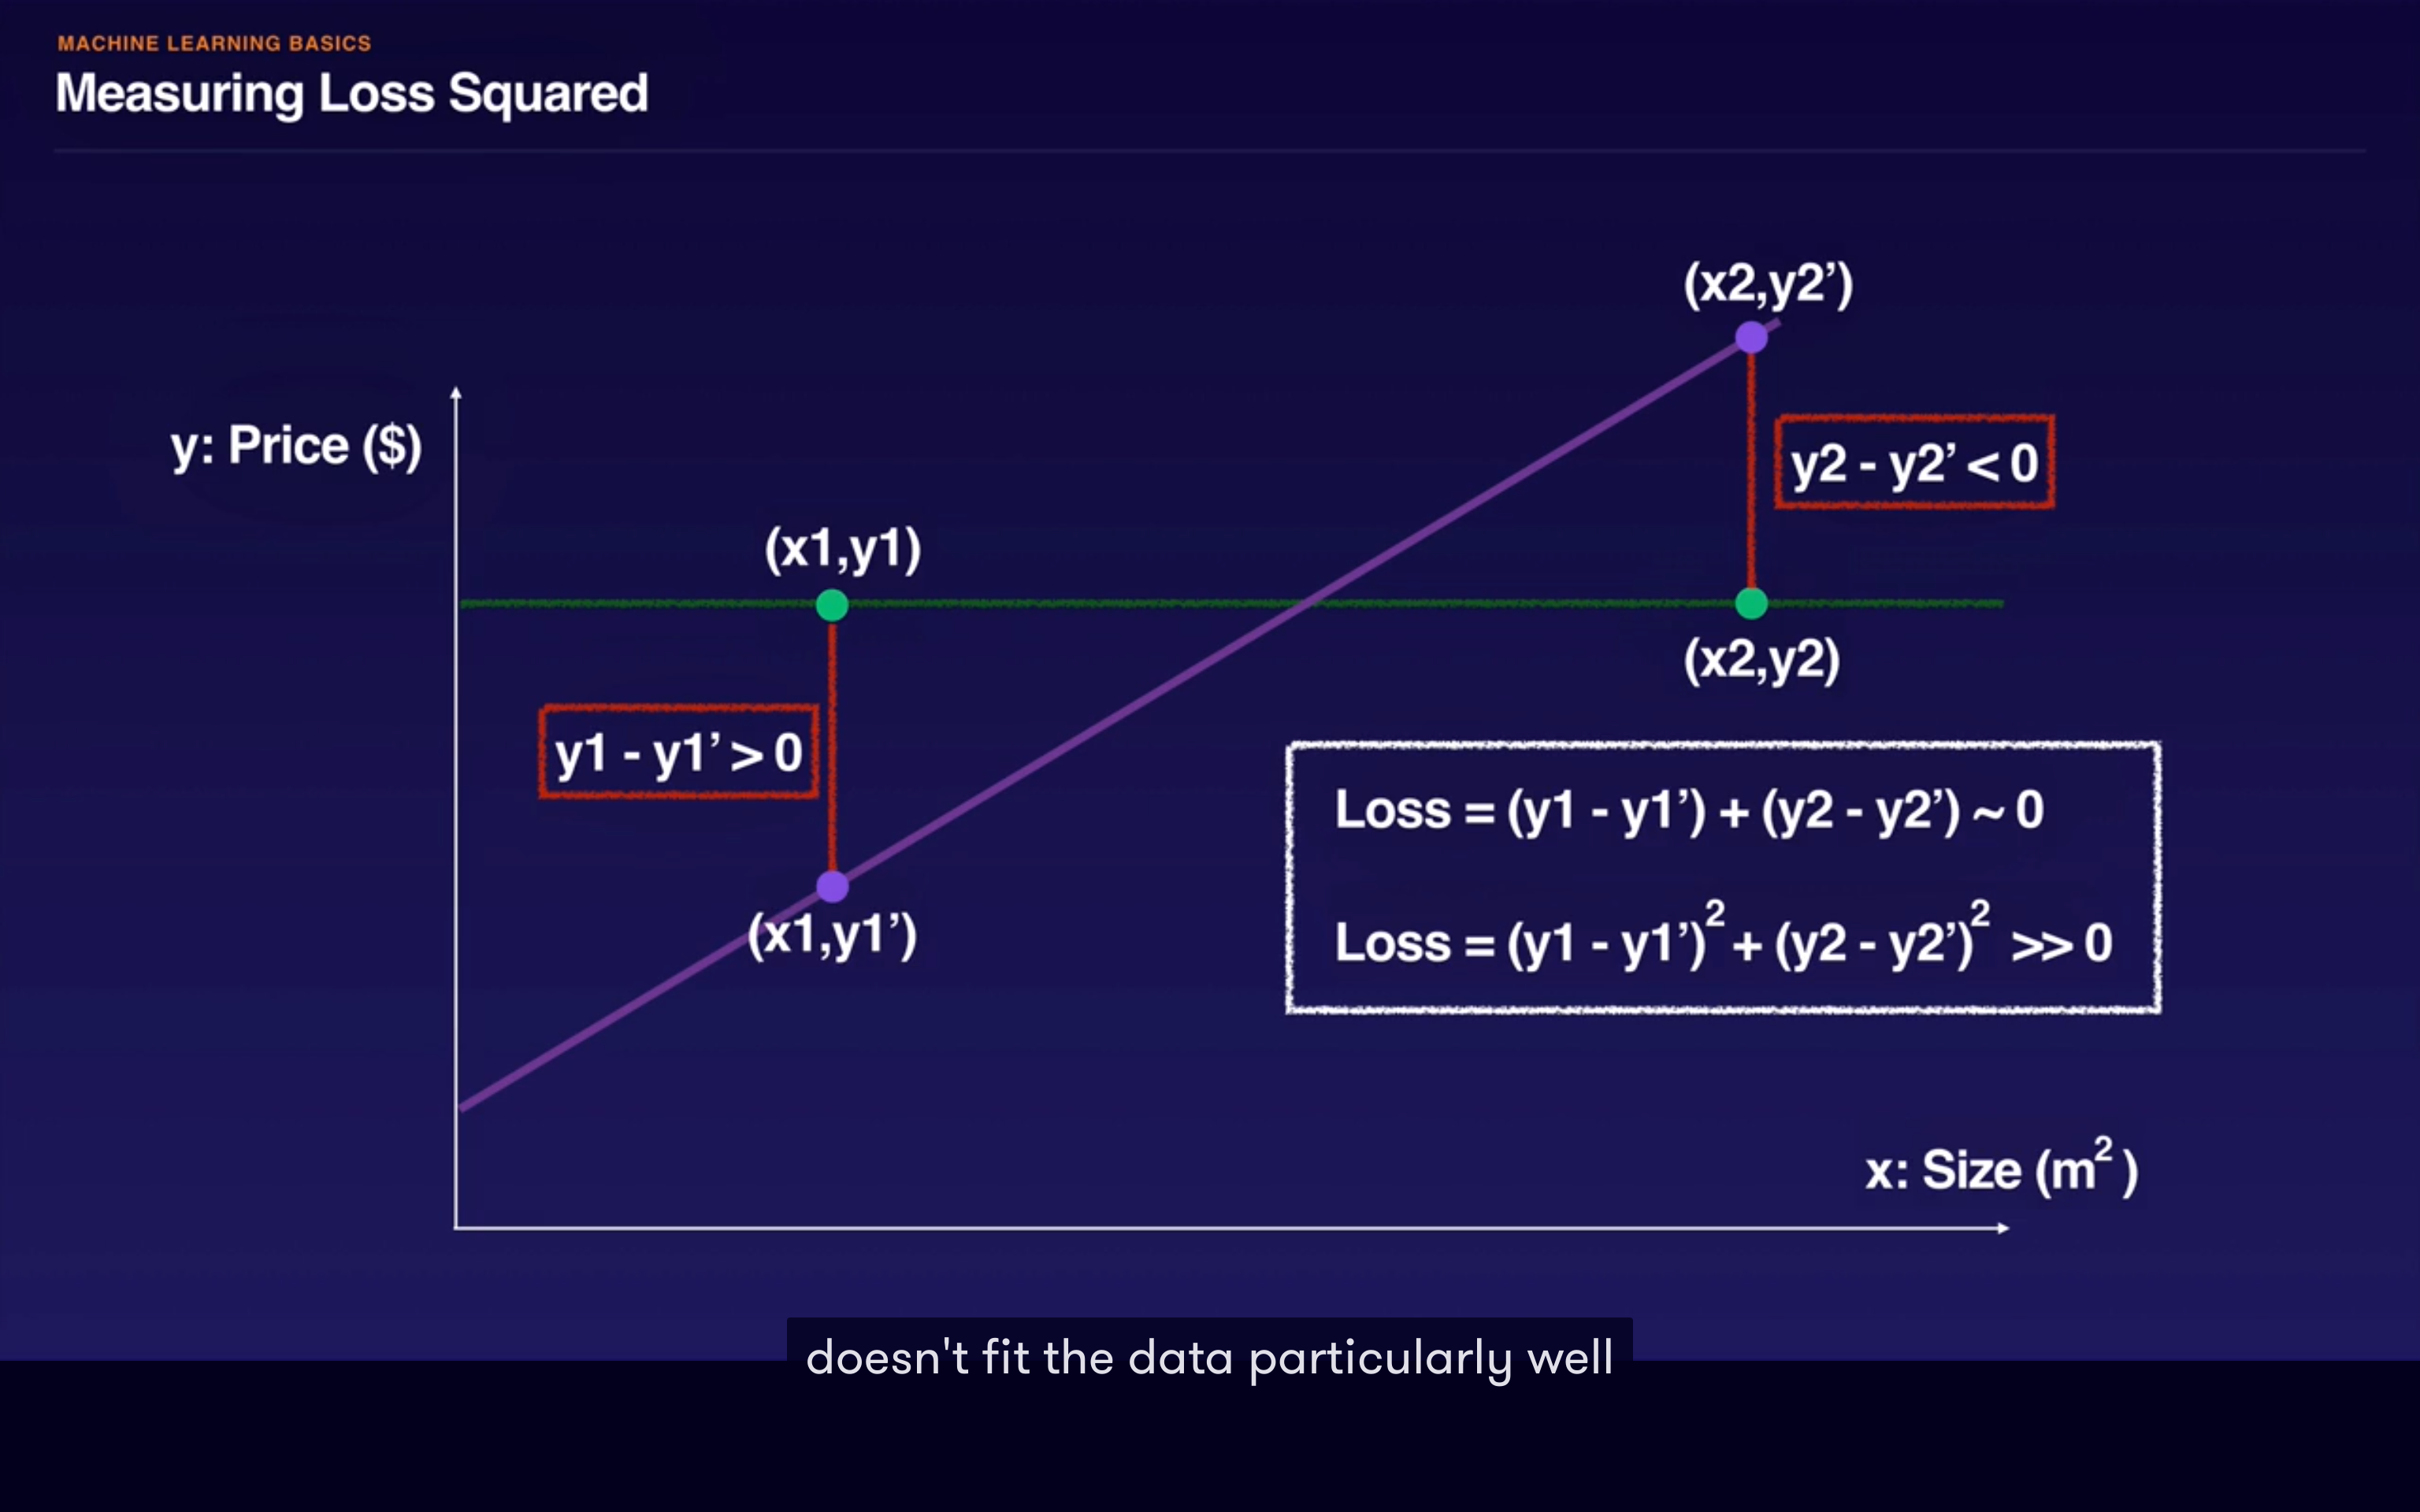 MACHINE LEARNING BASICS
Measuring Loss Squared
(x2,y2’)
y: Price ($)
y2 - y2’ < 0
(x1,y1)
(x2,y2)
y1 - y1’ > 0
Loss = (y1 - y1’) + (y2 - y2’) ~ 0
(x1,y1’)
Loss = (y1 - y1’)² + (y2 - y2’)² >> 0
x: Size (m²)
doesn't fit the data particularly well